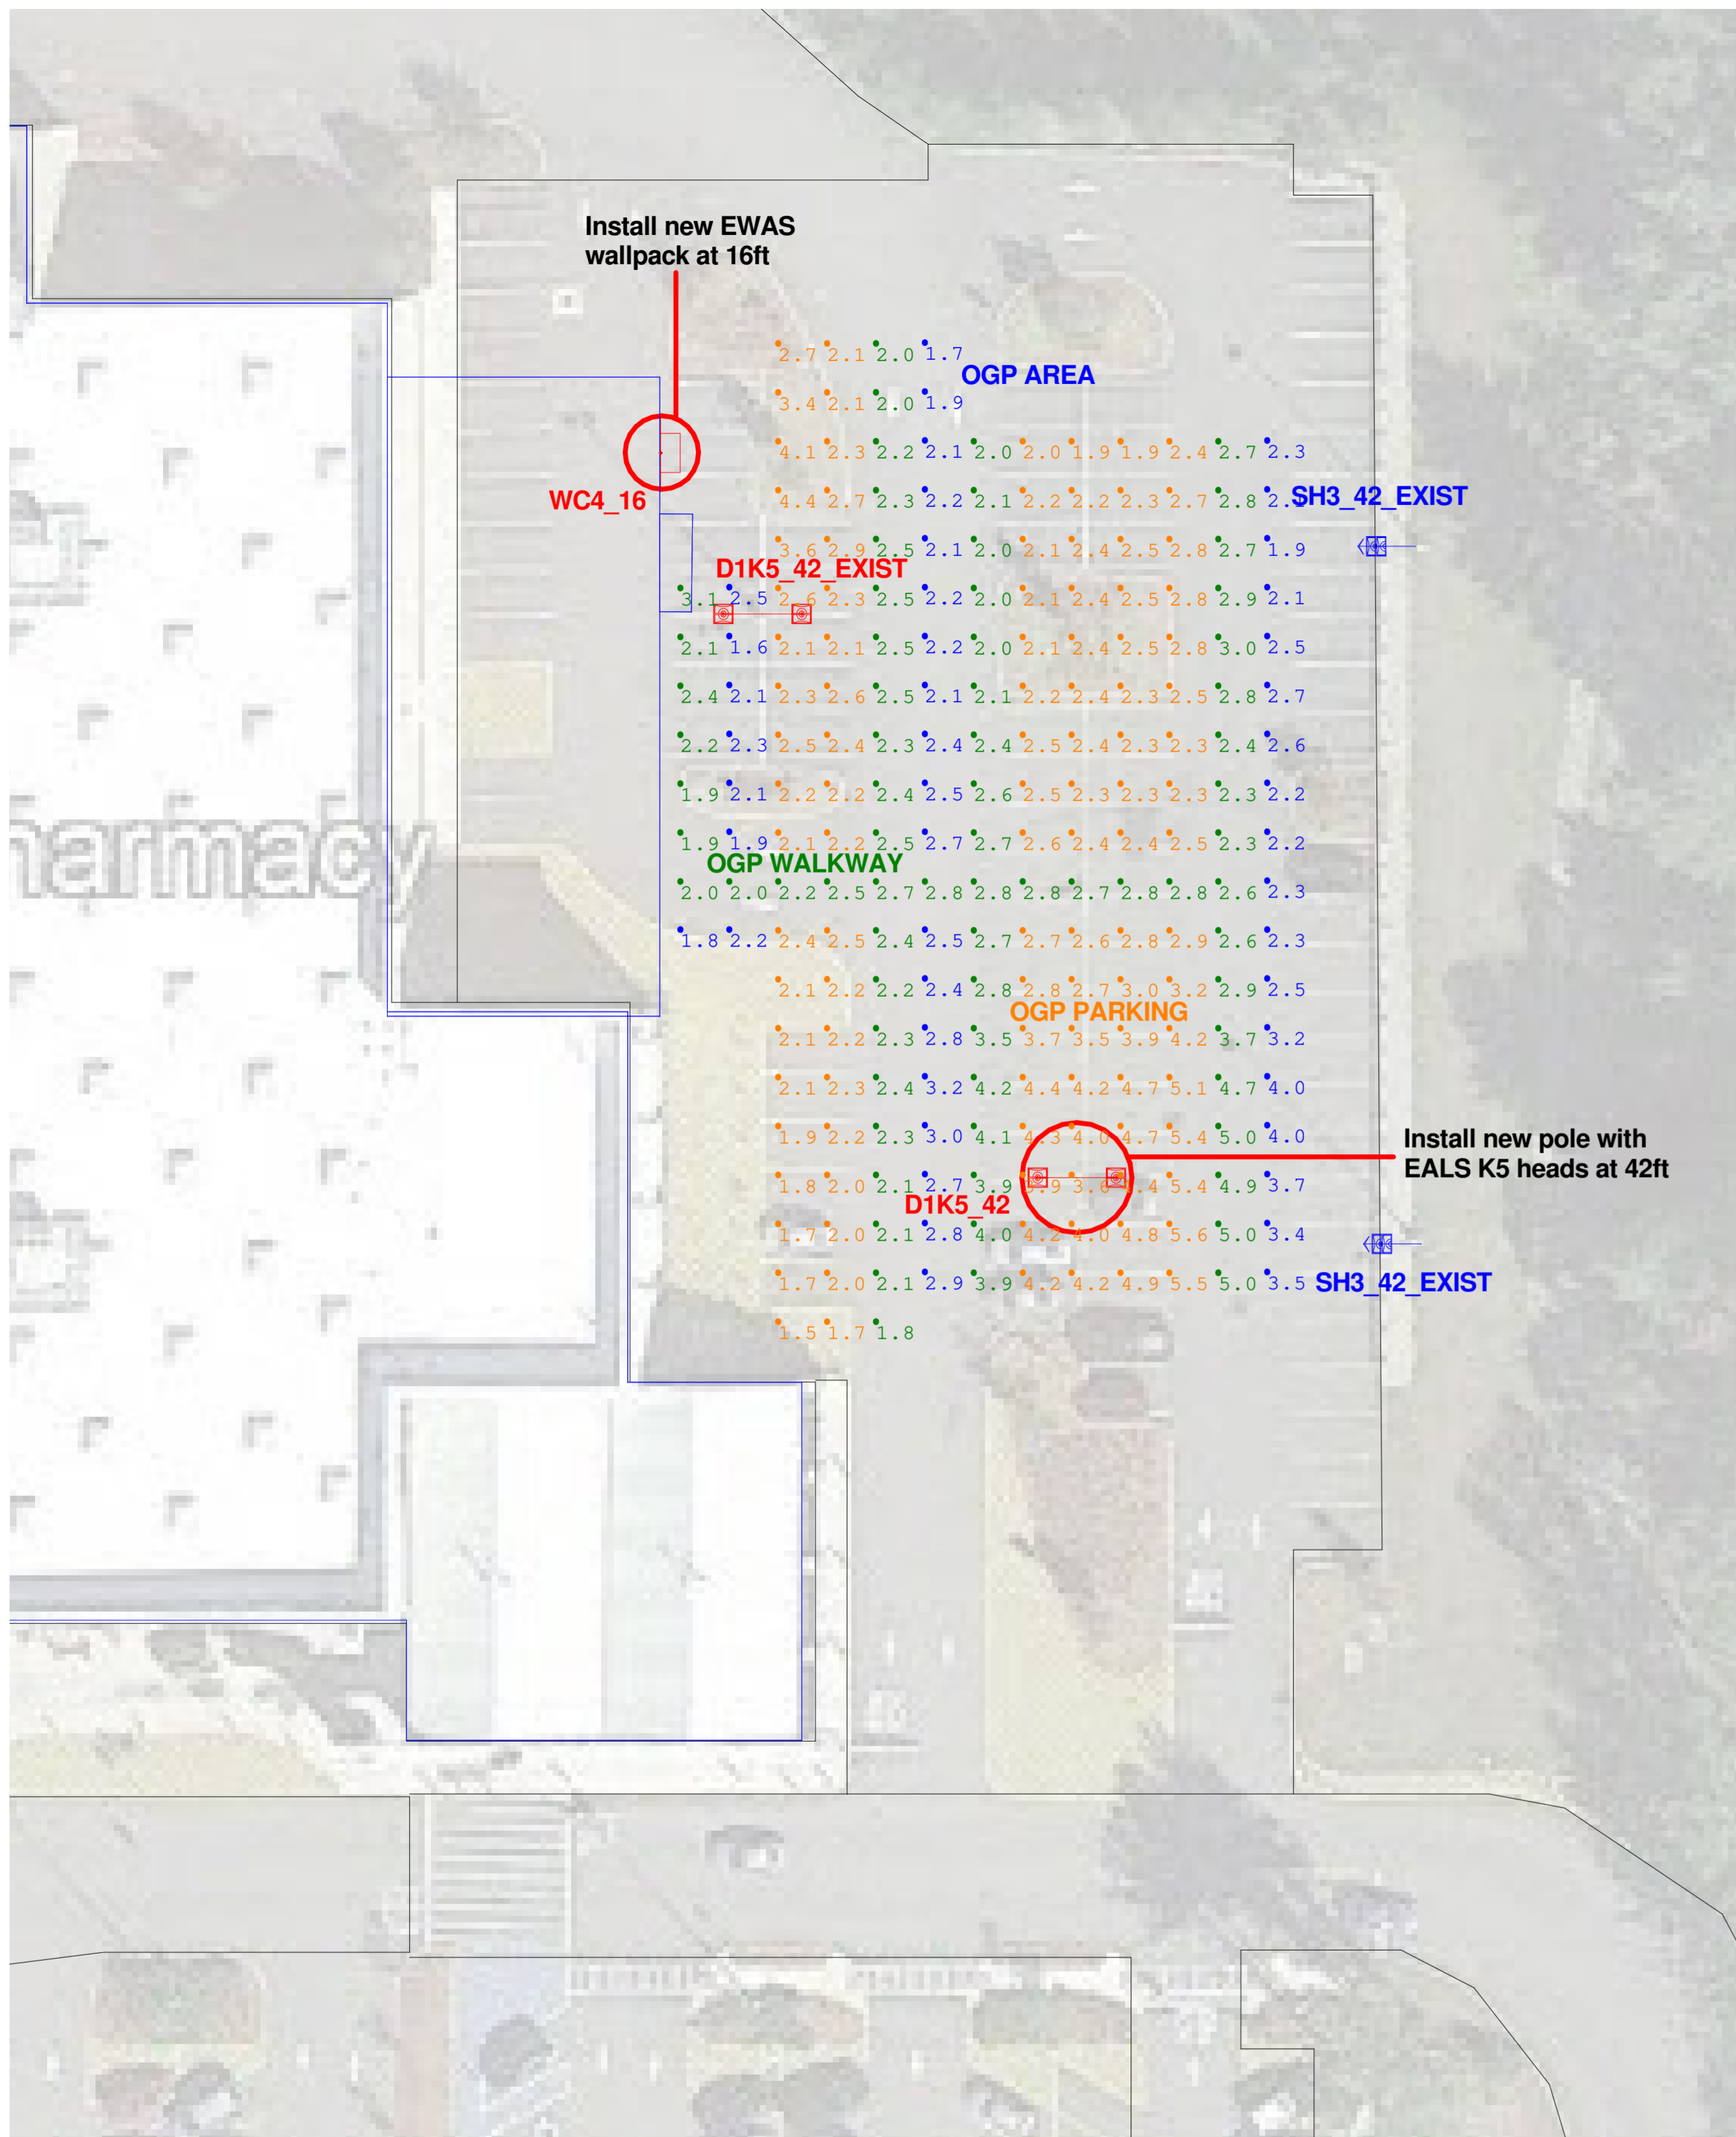 Install new EWAS
wallpack at 16ft
2.7 2.1 2.0 1.7
OGP AREA
3.4 2.1 2.0 1.9
4.1 2.3 2.2 2.1 2.0 2.0 1.9 1.9 2.4 2.7 2.3
WC4_16
4.4 2.7 2.3 2.2 2.1 2.2 2.2 2.3 2.7 2.8
SH3_42_EXIST
3.6 2.9 2.5 2.1 2.0 2.1 2.4 2.5 2.8 2.7 1.9
D1K5_42_EXIST
3.1 2.5 2.6 2.3 2.5 2.2 2.0 2.1 2.4 2.5 2.8 2.9 2.1
2.1 1.6 2.1 2.1 2.5 2.2 2.0 2.1 2.4 2.5 2.8 3.0 2.5
2.4 2.1 2.3 2.6 2.5 2.1 2.1 2.2 2.4 2.3 2.5 2.8 2.7
2.2 2.3 2.5 2.4 2.3 2.4 2.4 2.5 2.4 2.3 2.3 2.4 2.6
1.9 2.1 2.2 2.2 2.4 2.5 2.6 2.5 2.3 2.3 2.3 2.3 2.2
1.9 1.9 2.1 2.2 2.5 2.7 2.7 2.6 2.4 2.4 2.5 2.3 2.2
harmacy
OGP WALKWAY
2.0 2.0 2.2 2.5 2.7 2.8 2.8 2.8 2.7 2.8 2.8 2.6 2.3
1.8 2.2 2.4 2.5 2.4 2.5 2.7 2.7 2.6 2.8 2.9 2.6 2.3
2.1 2.2 2.2 2.4 2.8 2.8 2.7 3.0 3.2 2.9 2.5
OGP PARKING
2.1 2.2 2.3 2.8 3.5 3.7 3.5 3.9 4.2 3.7 3.2
2.1 2.3 2.4 3.2 4.2 4.4 4.2 4.7 5.1 4.7 4.0
1.9 2.2 2.3 3.0 4.1 4.3 4.0 4.7 5.4 5.0 4.0
Install new pole with
EALS K5 heads at 42ft
1.8 2.0 2.1 2.7 3.9 3.6 5.4 4.9 3.7
D1K5_42
1.7 2.0 2.1 2.8 4.0 4.2 4.0 4.8 5.6 5.0 3.4
1.7 2.0 2.1 2.9 3.9 4.2 4.2 4.9 5.5 5.0 3.5
SH3_42_EXIST
1.5 1.7 1.8